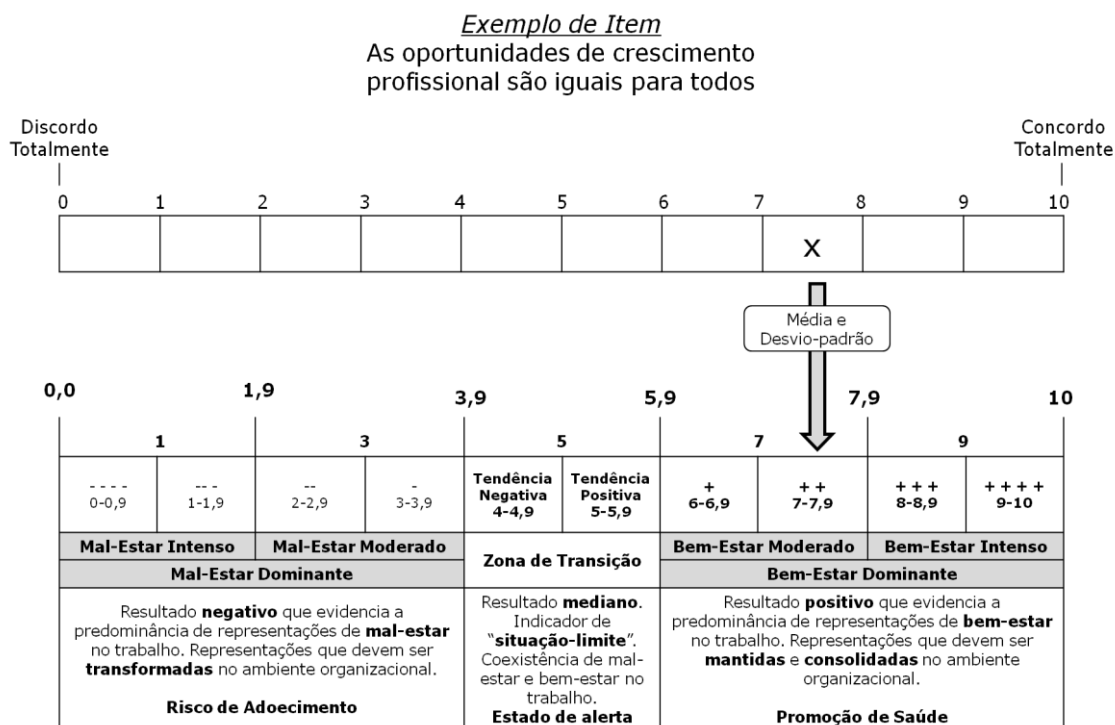 Exemplo de Item
As oportunidades de crescimento
profissional são iguais para todos
Discordo
Totalmente
Concordo
Totalmente
0 1 2 3 4 5 6 7 8 9 10
X
Média e
Desvio-padrão
0,0 1,9 3,9 5,9 7,9 10
1 3 5 7 9
- - - -
0-0,9
-- -
1-1,9
--
2-2,9
-
3-3,9
Tendência
Negativa
4-4,9
Tendência
Positiva
5-5,9
+
6-6,9
+ +
7-7,9
+ + +
8-8,9
+ + + +
9-10
Mal-Estar Intenso
Mal-Estar Moderado
Zona de Transição
Bem-Estar Moderado
Bem-Estar Intenso
Mal-Estar Dominante
Bem-Estar Dominante
Resultado negativo que evidencia a
predominância de representações de mal-estar
no trabalho. Representações que devem ser
transformadas no ambiente organizacional.
Risco de Adoecimento
Resultado mediano.
Indicador de
“situação-limite”.
Coexistência de mal-
estar e bem-estar no
trabalho.
Estado de alerta
Resultado positivo que evidencia a
predominância de representações de bem-estar
no trabalho. Representações que devem ser
mantidas e consolidadas no ambiente
organizacional.
Promoção de Saúde